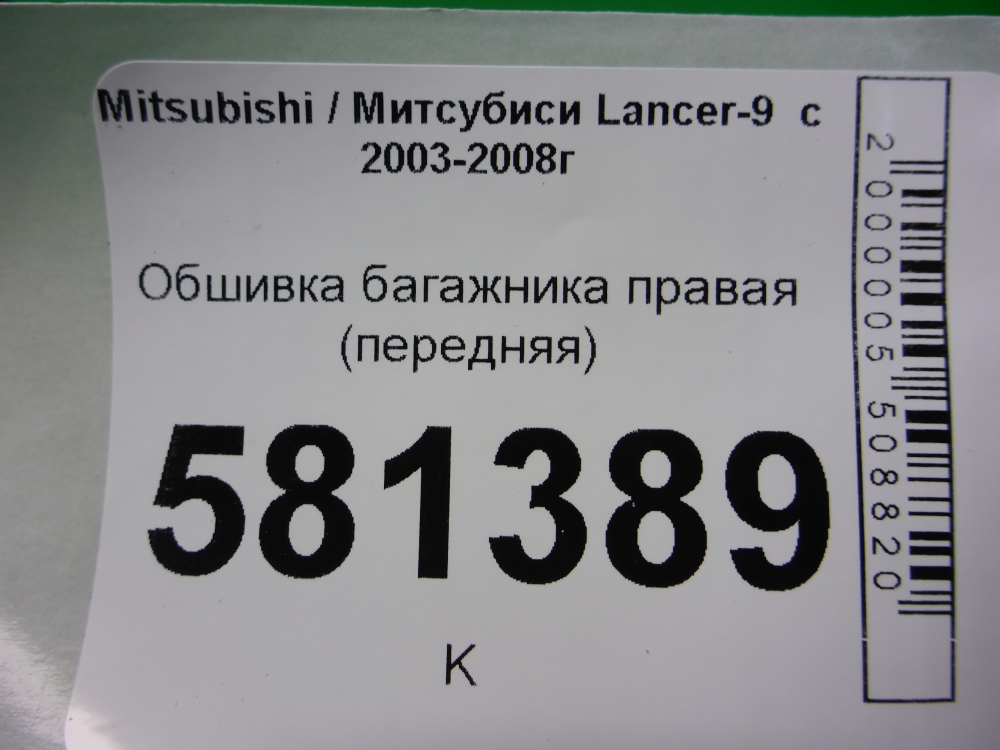 Mitsubishi / Митсубиси Lancer-9 с
2003-2008г
Обшивка багажника правая
(передняя)
581389
К
2000005508820